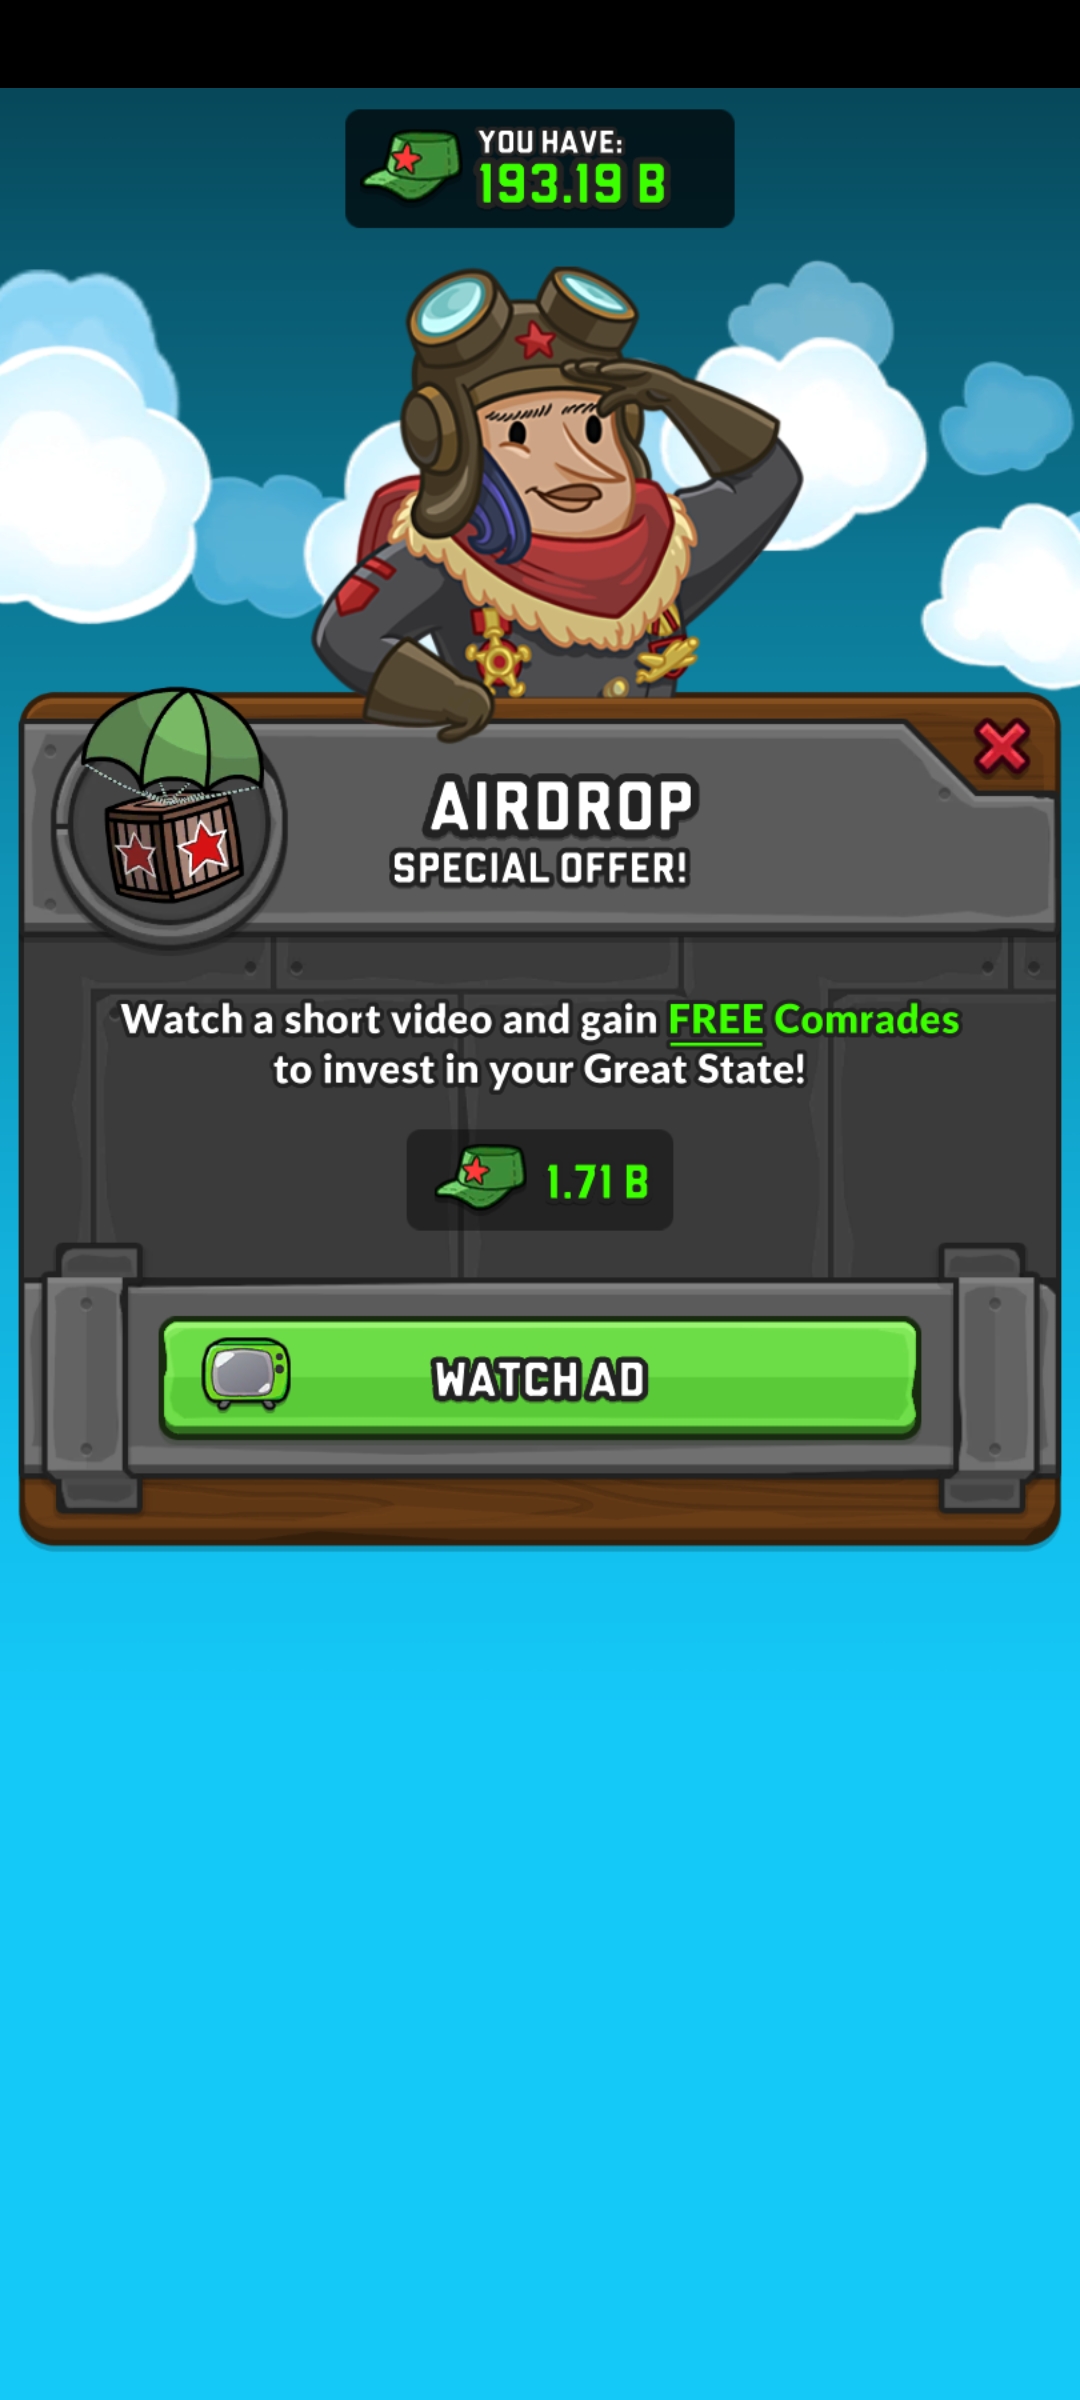 YOU HAVE:
193.19 B
AIRDROP
SPECIAL OFFER!
Watch a short video and gain FREE Comrades
to invest in your Great State!
1.71 B
WATCH AD